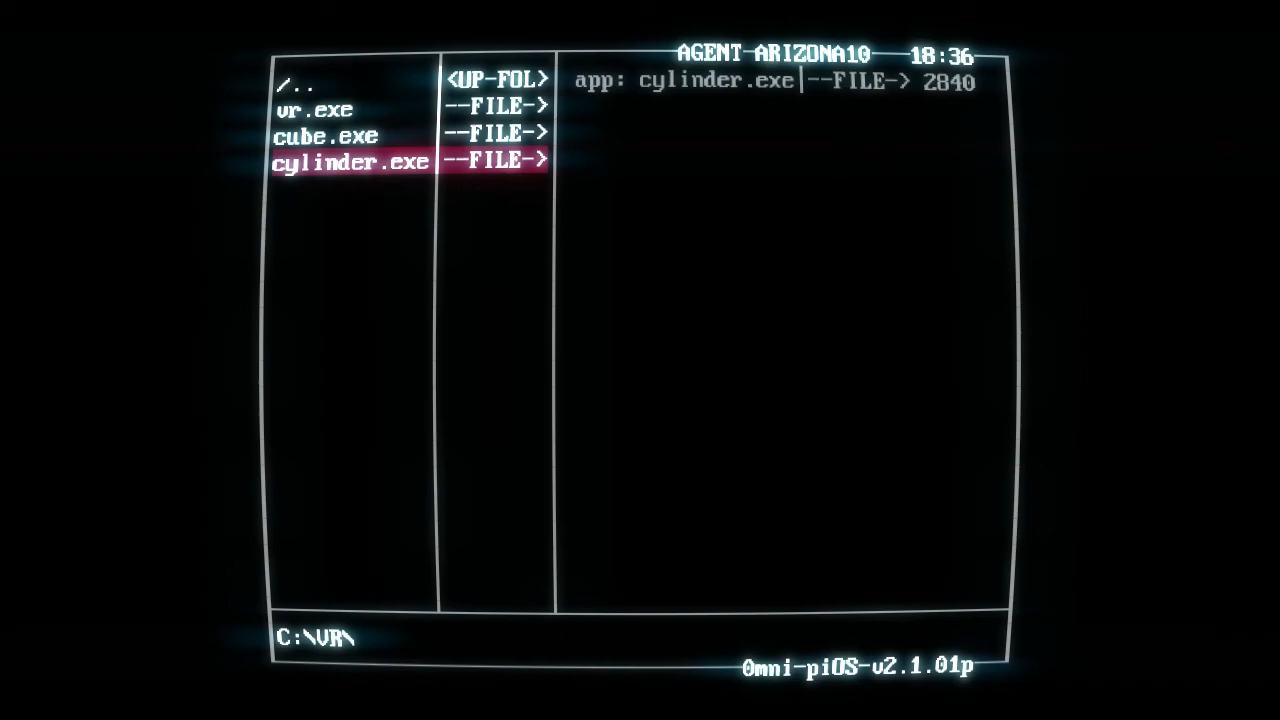 AGENT ARIZONA10 18:36
/.. <UP-FOL> app: cylinder.exe|--FILE-> 2840
vr.exe --FILE->
cube.exe --FILE->
cylinder.exe --FILE->
C:\VR\
0mni-piOS-v2.1.01p